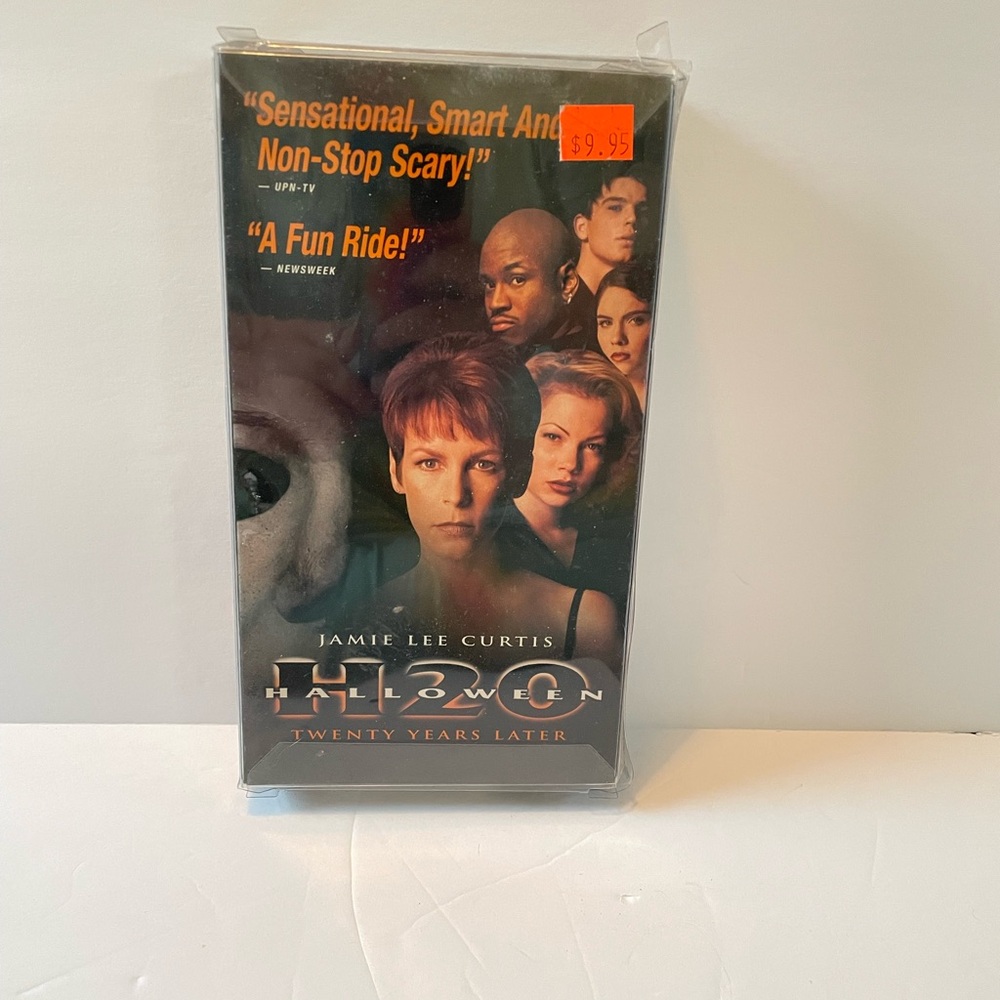 “Sensational, Smart And
$9.95
Non-Stop Scary!”
— UPN-TV
“A Fun Ride!”
— NEWSWEEK
JAMIE LEE CURTIS
H20
HALLOWEEN
TWENTY YEARS LATER